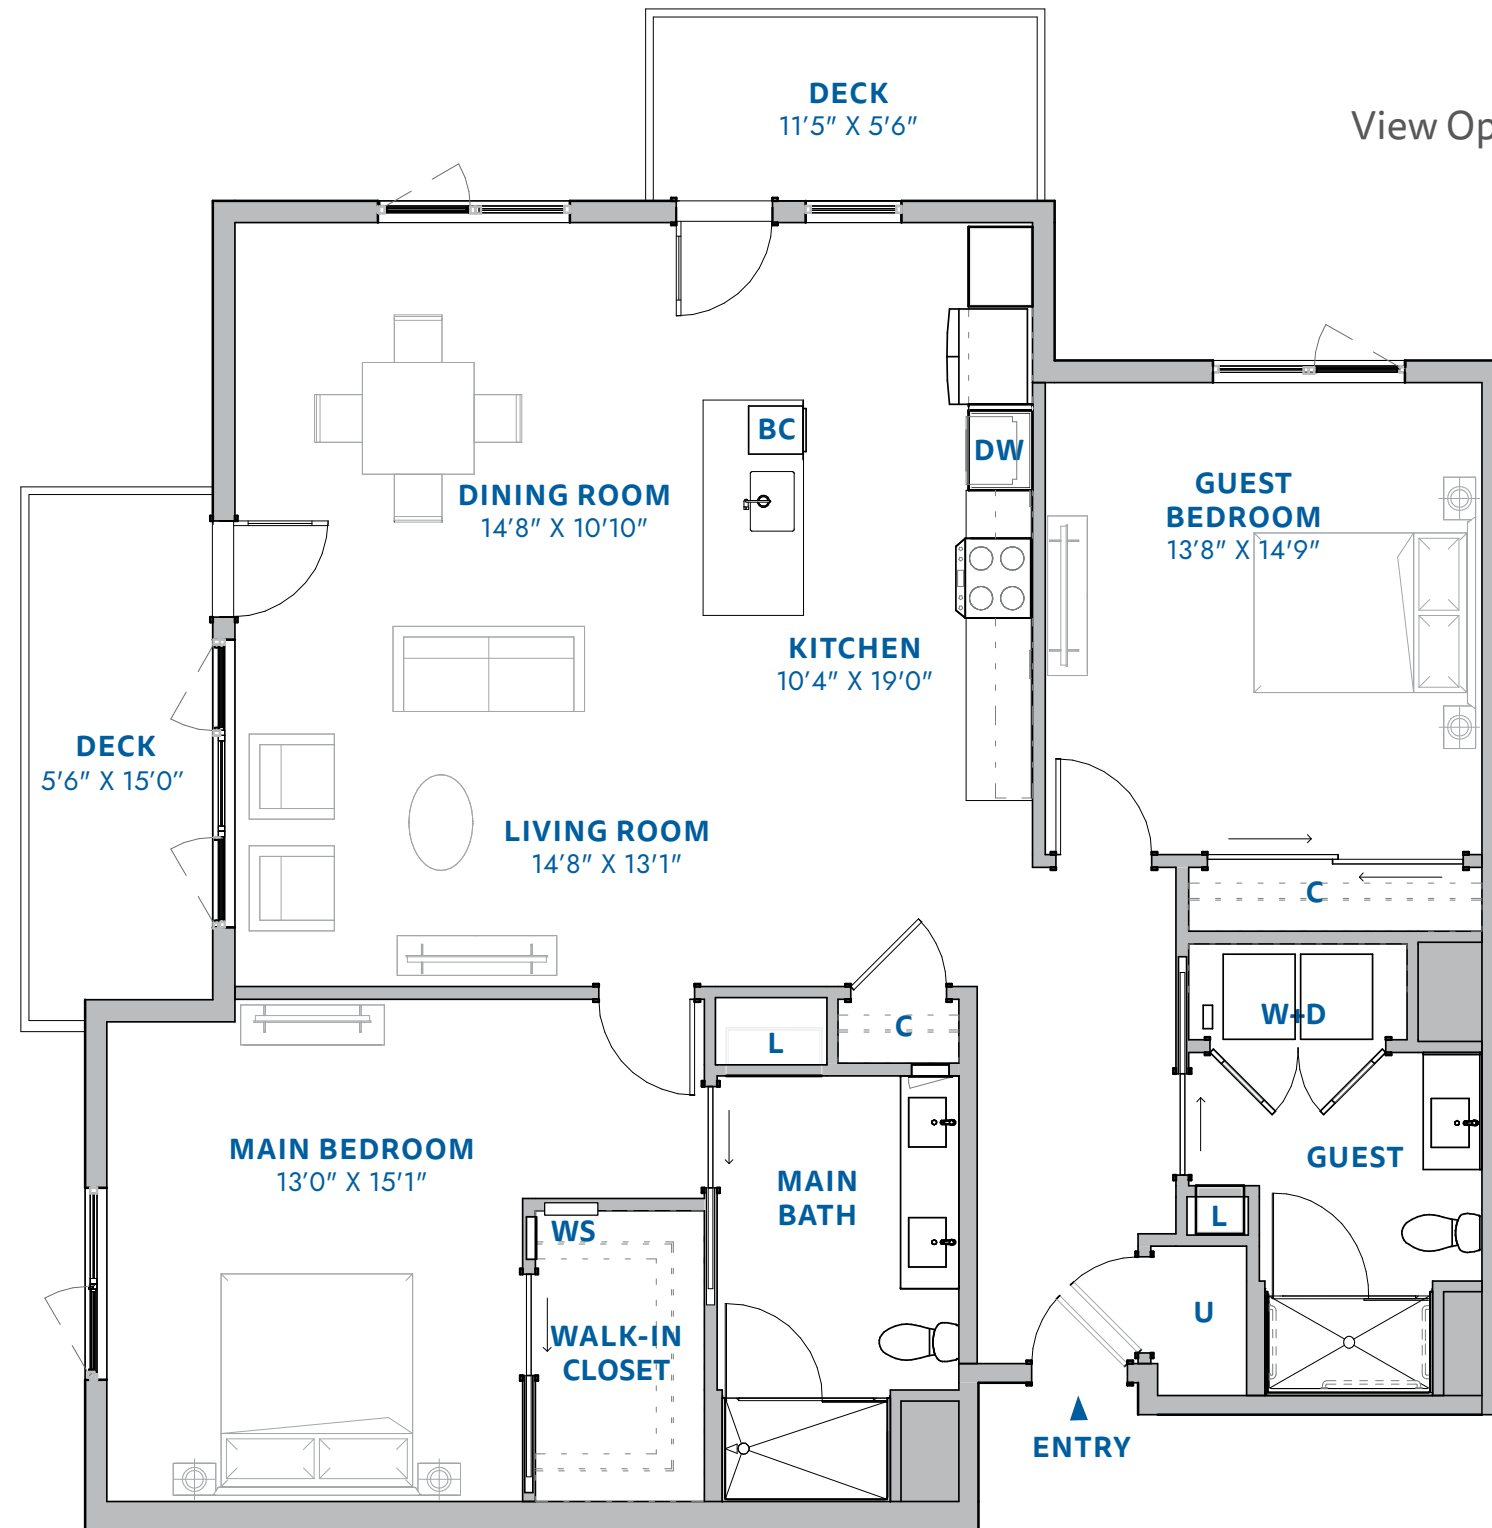 DECK
11'5" X 5'6"
View Op
BC
DW
DINING ROOM
14'8" X 10'10"
GUEST
BEDROOM
13'8" X 14'9"
KITCHEN
10'4" X 19'0"
DECK
5'6" X 15'0"
LIVING ROOM
14'8" X 13'1"
C
W+D
C
L
MAIN BEDROOM
13'0" X 15'1"
MAIN
BATH
GUEST
L
WS
WALK-IN
CLOSET
U
ENTRY